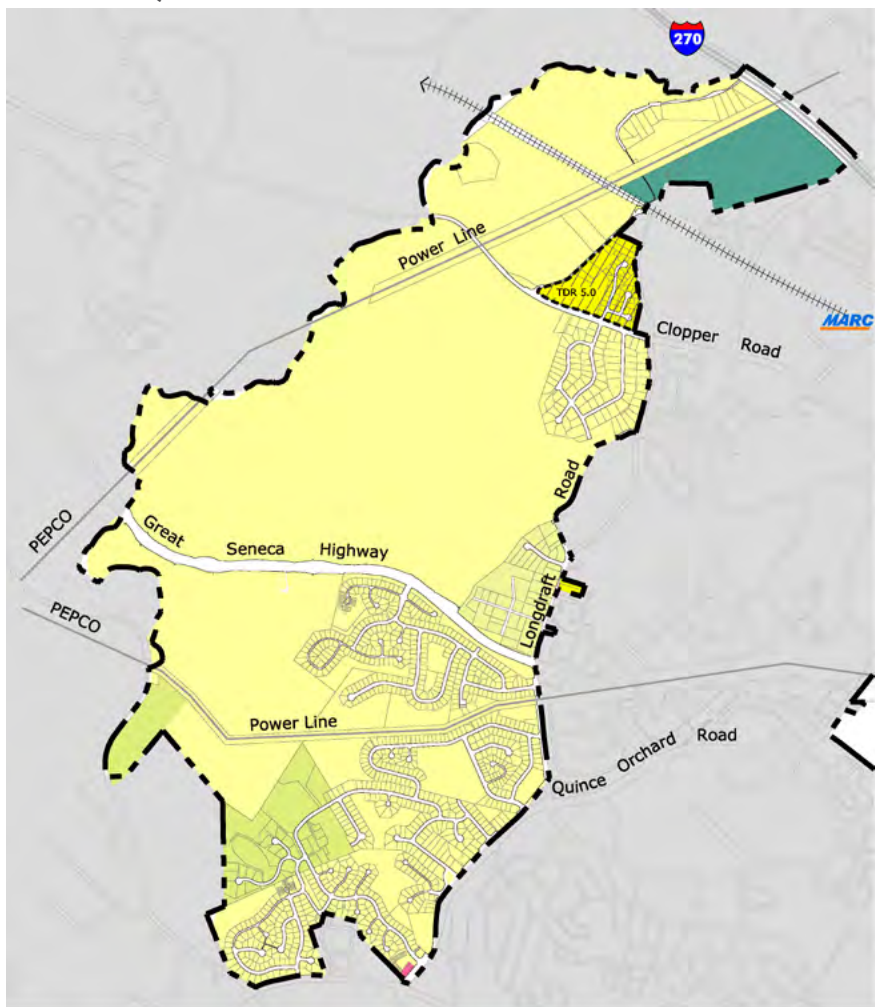 270
Power Line
TDR 5.0
MARC
Clopper Road
Road
Longdraft
PEPCO
Great Seneca Highway
PEPCO
Power Line
Quince Orchard Road